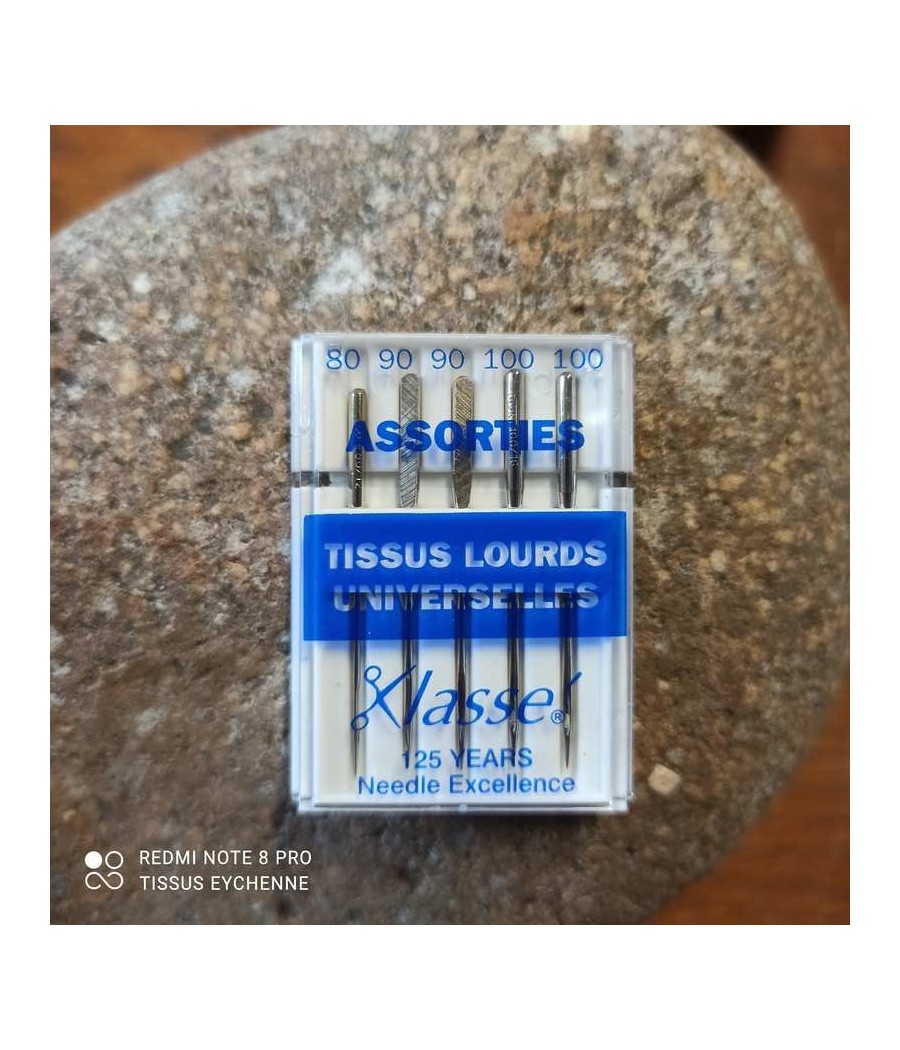 80 90 90 100 100
ASSORTIES
TISSUS LOURDS
UNIVERSELLES
Klassé ®
125 YEARS
Needle Excellence
REDMI NOTE 8 PRO
TISSUS EYCHENNE